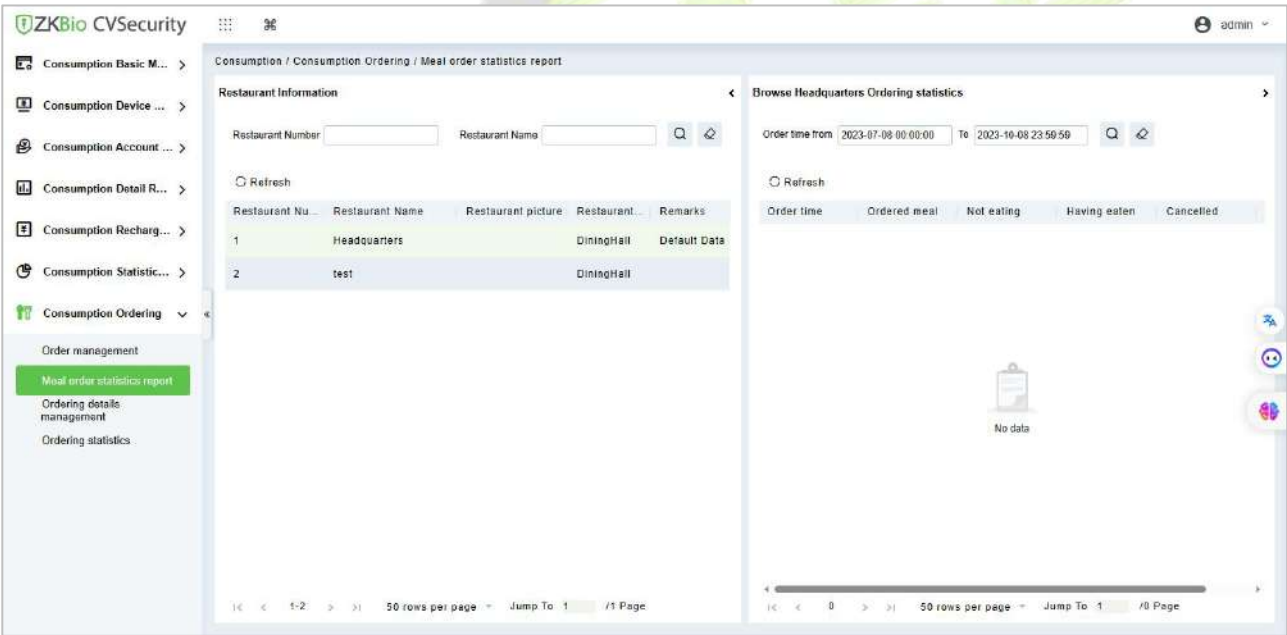 ZKBio CVSecurity
admin
Consumption Basic M...
Consumption Device ...
Consumption Account ...
Consumption Detail R...
Consumption Recharg...
Consumption Statistic...
Consumption Ordering
Order management
Meal order statistics report
Ordering details
management
Ordering statistics
Consumption / Consumption Ordering / Meal order statistics report
Restaurant Information
Restaurant Number
Restaurant Name
Refresh
Restaurant Nu... Restaurant Name Restaurant picture Restaurant... Remarks
1 Headquarters DiningHall Default Data
2 test DiningHall
1-2 50 rows per page Jump To 1 /1 Page
Browse Headquarters Ordering statistics
Order time from 2023-07-08 00:00:00 To 2023-10-08 23:59:59
Refresh
Order time Ordered meal Not eating Having eaten Cancelled
No data
0 50 rows per page Jump To 1 /0 Page